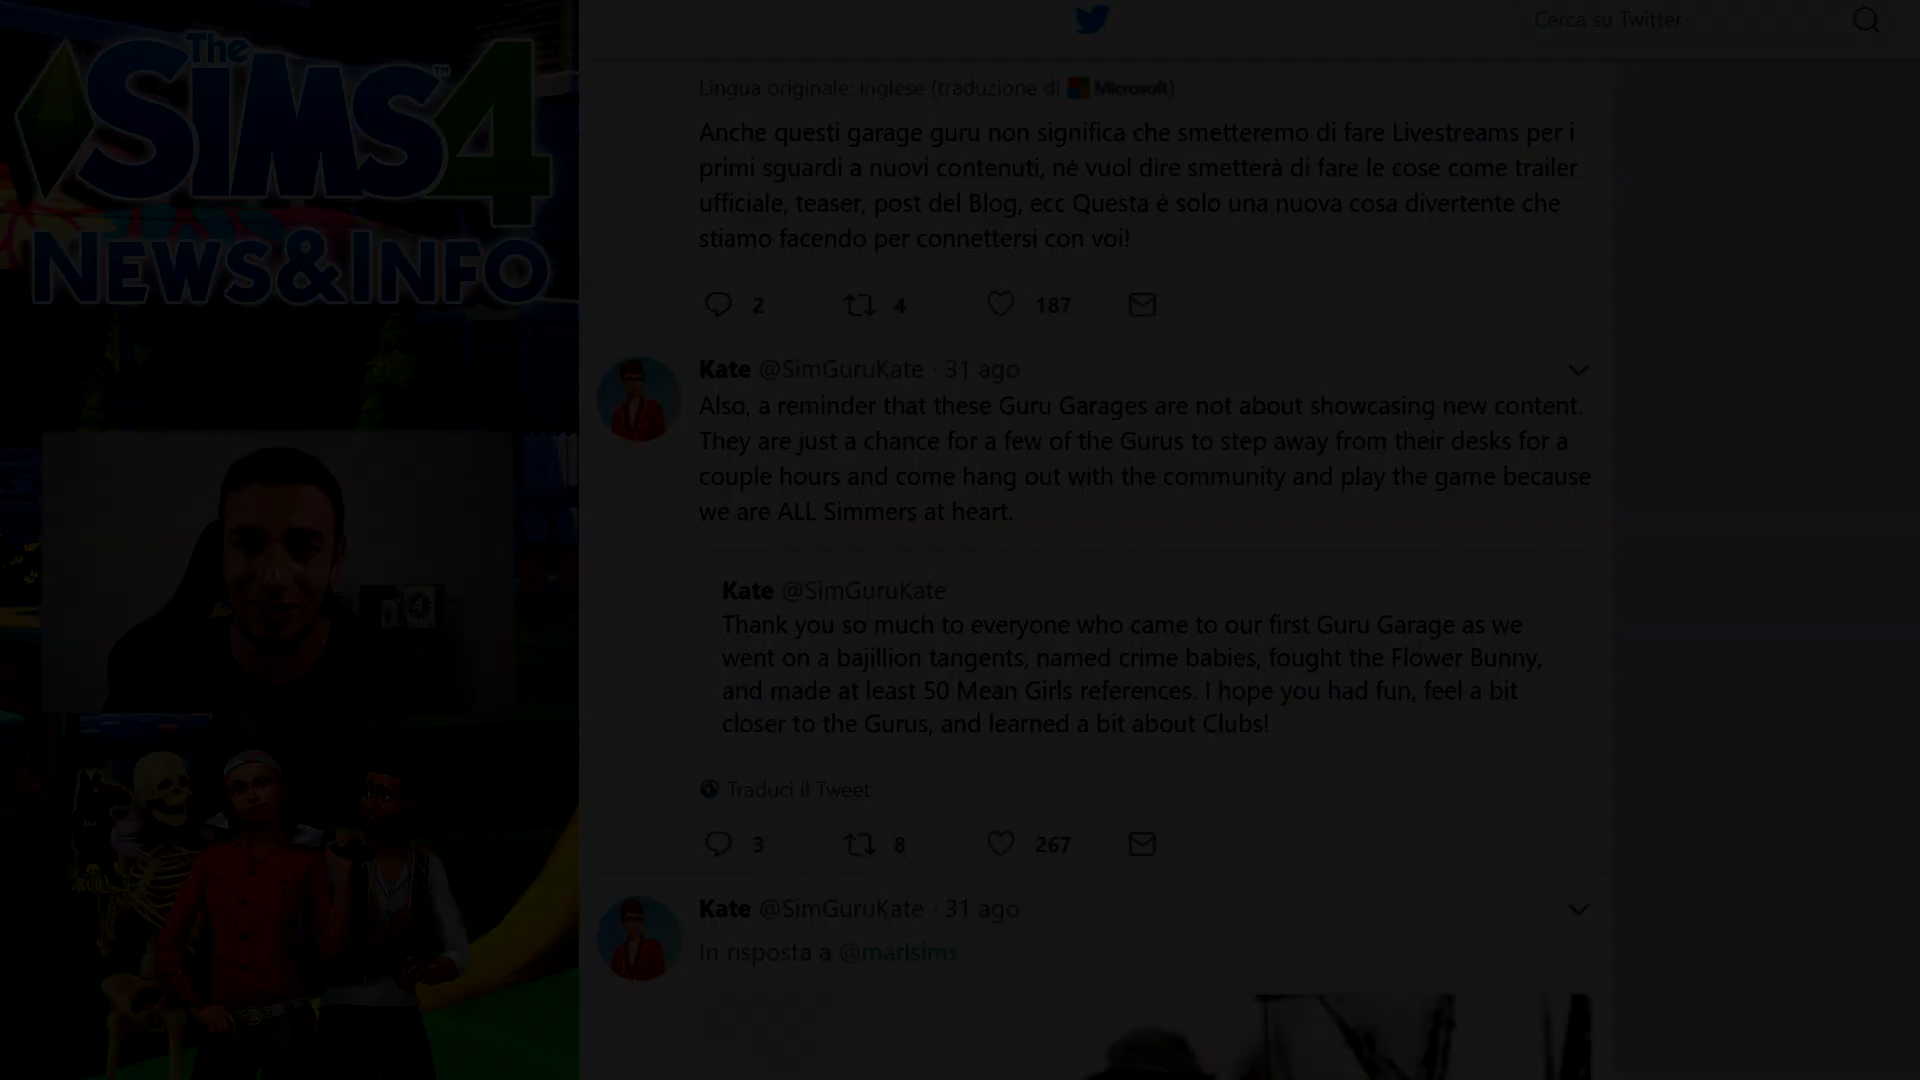 The
SIMS 4
TM
NEWS&INFO
Cerca su Twitter
Lingua originale: inglese (traduzione di Microsoft)
Anche questi garage guru non significa che smetteremo di fare Livestreams per i
primi sguardi a nuovi contenuti, né vuol dire smetterà di fare le cose come trailer
ufficiale, teaser, post del Blog, ecc Questa è solo una nuova cosa divertente che
stiamo facendo per connettersi con voi!
2 4 187
Kate @SimGuruKate · 31 ago
Also, a reminder that these Guru Garages are not about showcasing new content.
They are just a chance for a few of the Gurus to step away from their desks for a
couple hours and come hang out with the community and play the game because
we are ALL Simmers at heart.
Kate @SimGuruKate
Thank you so much to everyone who came to our first Guru Garage as we
went on a bajillion tangents, named crime babies, fought the Flower Bunny,
and made at least 50 Mean Girls references. I hope you had fun, feel a bit
closer to the Gurus, and learned a bit about Clubs!
Traduci il Tweet
3 8 267
Kate @SimGuruKate · 31 ago
In risposta a @marlsims